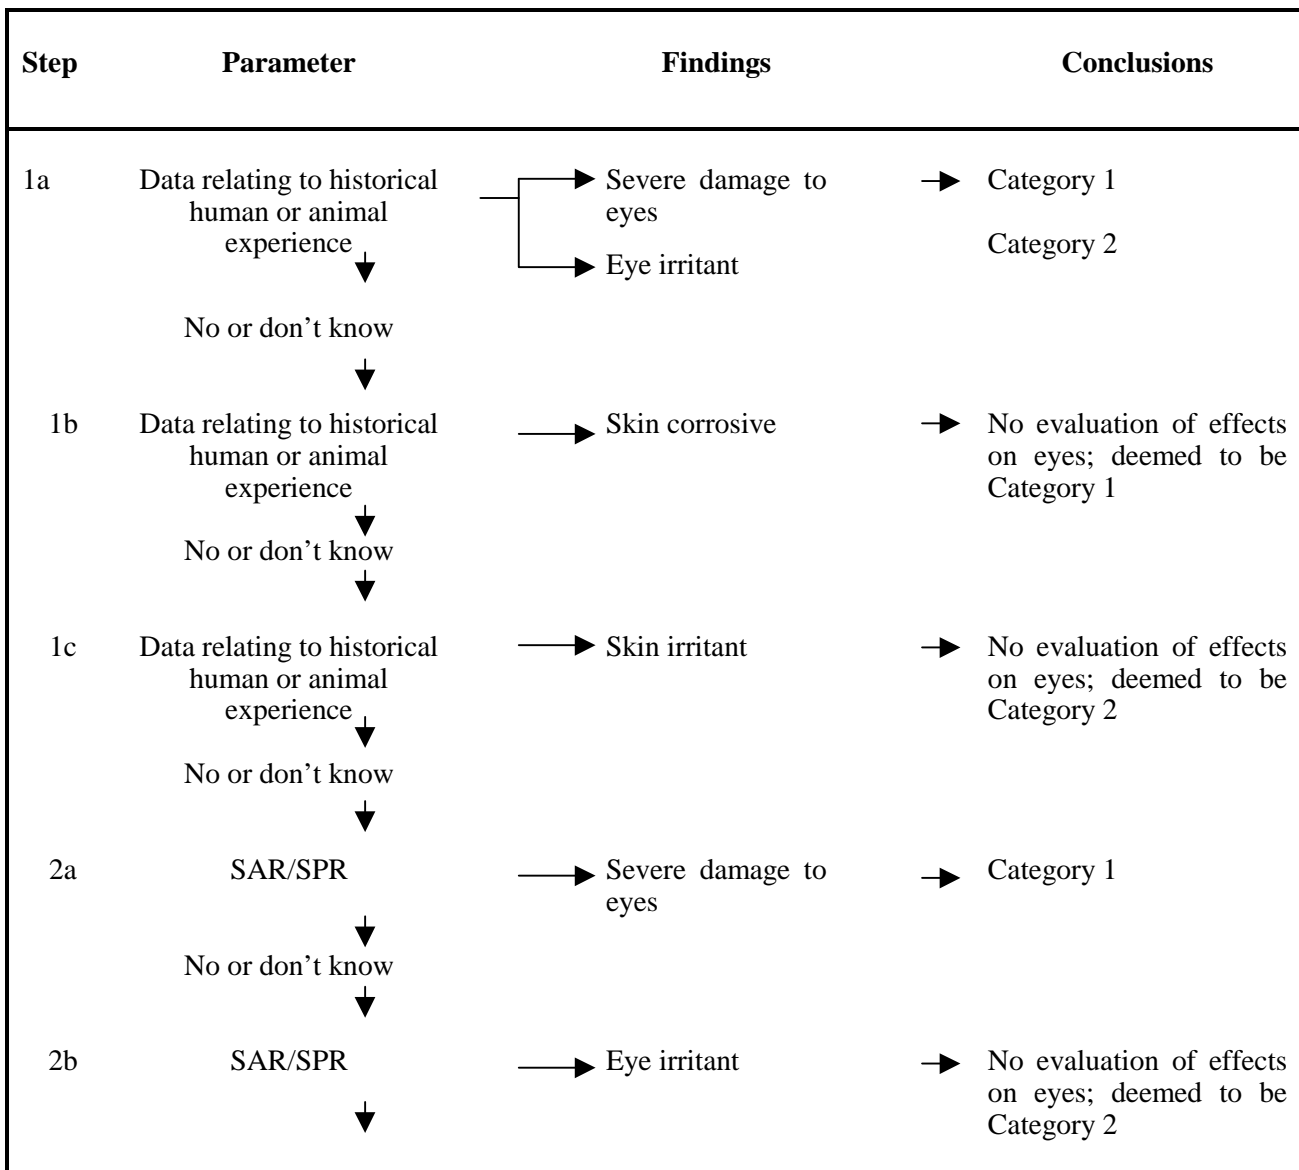 Step Parameter Findings Conclusions
1a Data relating to historical Severe damage to Category 1
human or animal eyes
experience Category 2
Eye irritant
No or don’t know
1b Data relating to historical Skin corrosive No evaluation of effects
human or animal on eyes; deemed to be
experience Category 1
No or don’t know
1c Data relating to historical Skin irritant No evaluation of effects
human or animal on eyes; deemed to be
experience Category 2
No or don’t know
2a SAR/SPR Severe damage to Category 1
eyes
No or don’t know
2b SAR/SPR Eye irritant No evaluation of effects
on eyes; deemed to be
Category 2